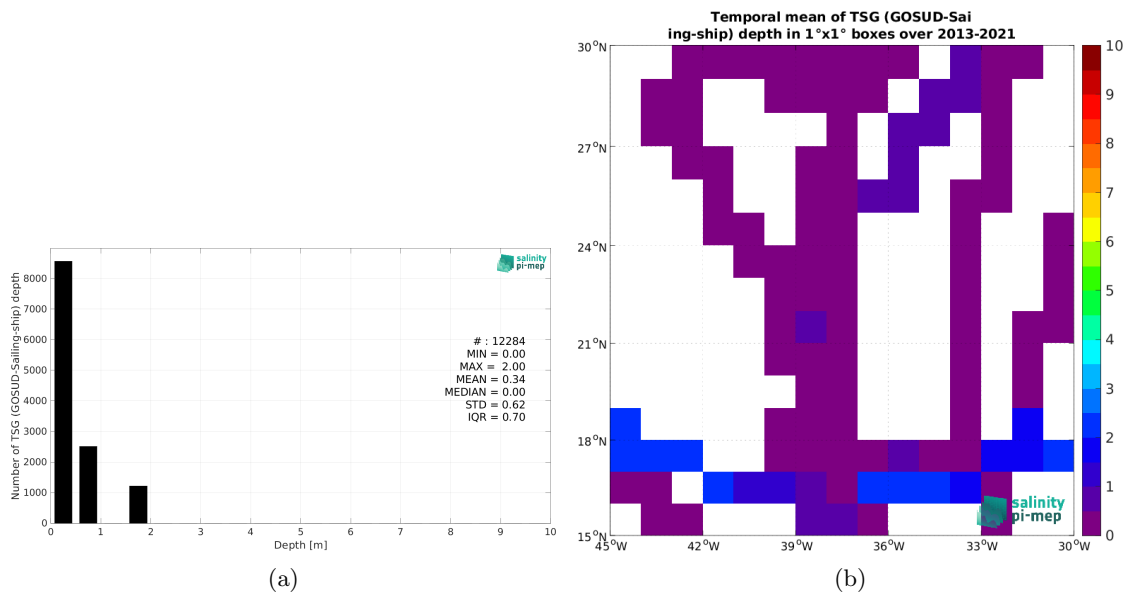 Number of TSG (GOSUD-Sailing-ship) depth
8000
7000
6000
5000
4000
3000
2000
1000
0
0 1 2 3 4 5 6 7 8 9 10
Depth [m]
salinity
pi-mep
# : 12284
MIN = 0.00
MAX = 2.00
MEAN = 0.34
MEDIAN = 0.00
STD = 0.62
IQR = 0.70
(a)
Temporal mean of TSG (GOSUD-Sai
ing-ship) depth in 1°x1° boxes over 2013-2021
30°N
27°N
24°N
21°N
18°N
15°N
45°W 42°W 39°W 36°W 33°W 30°W
salinity
pi-mep
10
9
8
7
6
5
4
3
2
1
0
(b)